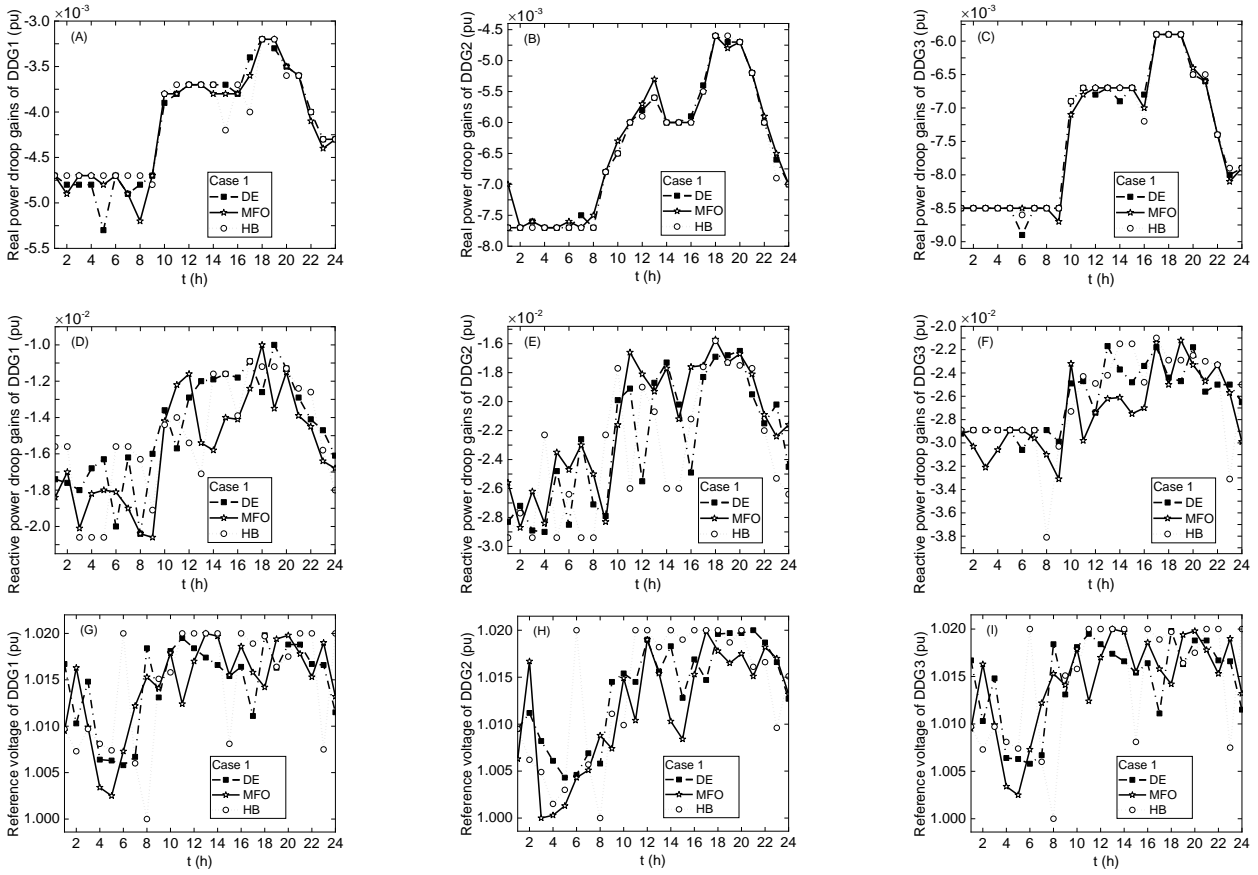 ×10⁻³
(A)
Real power droop gains of DDG1 (pu)
-3.0
-3.5
-4.0
-4.5
-5.0
-5.5
Case 1
DE
MFO
HB
2 4 6 8 10 12 14 16 18 20 22 24
t (h)
×10⁻³
(B)
Real power droop gains of DDG2 (pu)
-4.5
-5.0
-5.5
-6.0
-6.5
-7.0
-7.5
-8.0
Case 1
DE
MFO
HB
2 4 6 8 10 12 14 16 18 20 22 24
t (h)
×10⁻³
(C)
Real power droop gains of DDG3 (pu)
-6.0
-6.5
-7.0
-7.5
-8.0
-8.5
-9.0
Case 1
DE
MFO
HB
2 4 6 8 10 12 14 16 18 20 22 24
t (h)
×10⁻²
(D)
Reactive power droop gains of DDG1 (pu)
-1.0
-1.2
-1.4
-1.6
-1.8
-2.0
Case 1
DE
MFO
HB
2 4 6 8 10 12 14 16 18 20 22 24
t (h)
×10⁻²
(E)
Reactive power droop gains of DDG2 (pu)
-1.6
-1.8
-2.0
-2.2
-2.4
-2.6
-2.8
-3.0
Case 1
DE
MFO
HB
2 4 6 8 10 12 14 16 18 20 22 24
t (h)
×10⁻²
(F)
Reactive power droop gains of DDG3 (pu)
-2.0
-2.2
-2.4
-2.6
-2.8
-3.0
-3.2
-3.4
-3.6
-3.8
Case 1
DE
MFO
HB
2 4 6 8 10 12 14 16 18 20 22 24
t (h)
(G)
Reference voltage of DDG1 (pu)
1.020
1.015
1.010
1.005
1.000
Case 1
DE
MFO
HB
2 4 6 8 10 12 14 16 18 20 22 24
t (h)
(H)
Reference voltage of DDG2 (pu)
1.020
1.015
1.010
1.005
1.000
Case 1
DE
MFO
HB
2 4 6 8 10 12 14 16 18 20 22 24
t (h)
(I)
Reference voltage of DDG3 (pu)
1.020
1.015
1.010
1.005
1.000
Case 1
DE
MFO
HB
2 4 6 8 10 12 14 16 18 20 22 24
t (h)